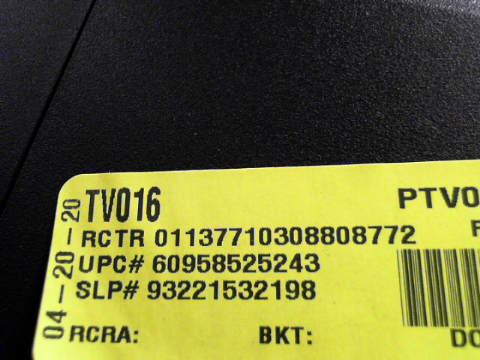 TV016
PTV0
RCTR 01137710308808772
UPC# 60958525243
SLP# 93221532198
RCRA: BKT:
04-20-20